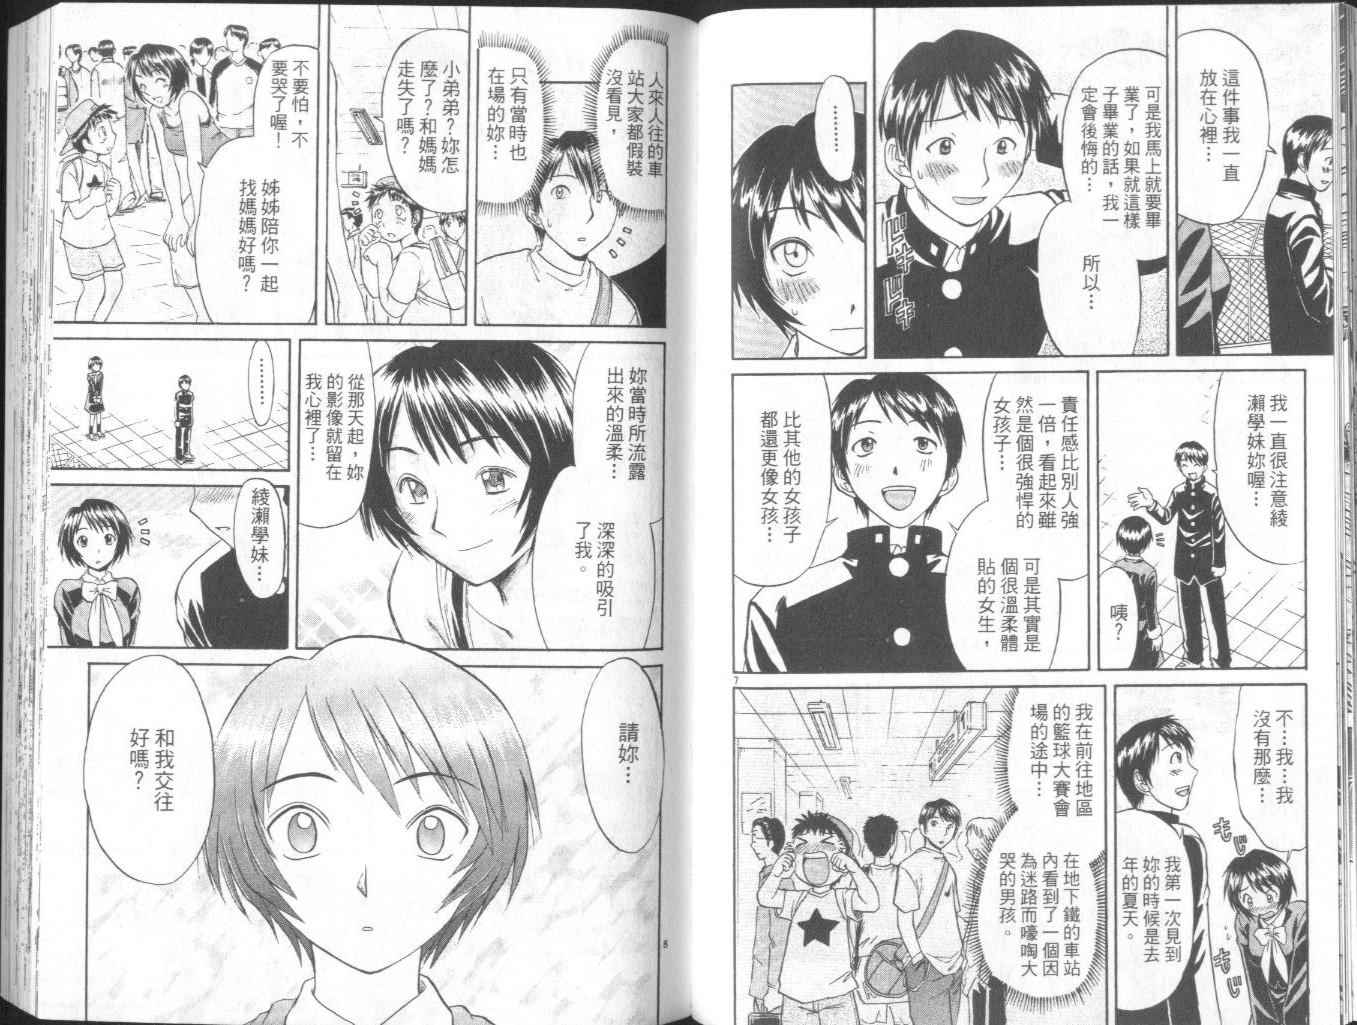 這件事我一直
放在心裡…
可是我馬上就要畢
業了，如果就這樣
子畢業的話，我一
定會後悔的…
所以…
ドキ
ドキ
………
我一直很注意綾
瀨學妹妳喔…
咦？
責任感比別人強
一倍，看起來雖
然是個很強悍的
女孩子…
可是其實是
個很溫柔體
貼的女生，
比其他的女孩子
都還更像女孩…
7
不…我…我
沒有那麼…
モじ
モじ
我第一次見到
妳的時候是去
年的夏天。
我在前往地區
的籃球大賽會
場的途中…
在地下鐵的車站
內看到了一個因
為迷路而嚎啕大
哭的男孩。
人來人往的車
站大家都假裝
沒看見，
只有當時也
在場的妳…
小弟弟？妳怎
麼了？和媽媽
走失了嗎？
不要怕，不
要哭了喔！
姊姊陪你一起
找媽媽好嗎？
妳當時所流露
出來的溫柔…
深深的吸引
了我。
從那天起，妳
的影像就留在
我心裡了…
………
綾瀨學妹…
請妳…
和我交往
好嗎？
8